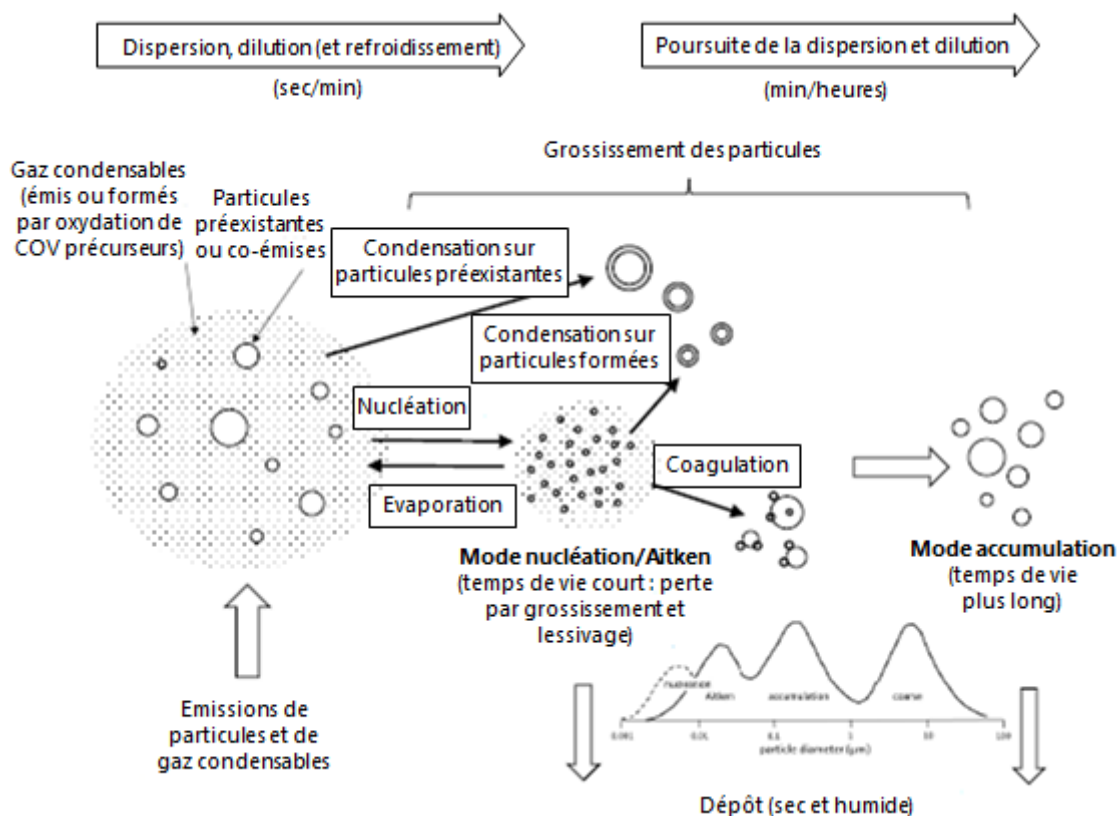 Dispersion, dilution (et refroidissement)
(sec/min)
Poursuite de la dispersion et dilution
(min/heures)
Grossissement des particules
Gaz condensables
(émis ou formés
par oxydation de
COV précurseurs)
Particules
préexistantes
ou co-émises
Condensation sur
particules préexistantes
Condensation sur
particules formées
Nucléation
Evaporation
Coagulation
Mode nucléation/Aitken
(temps de vie court : perte
par grossissement et
lessivage)
Mode accumulation
(temps de vie
plus long)
Emissions de
particules et de
gaz condensables
nucleation
Aitken
accumulation
coarse
0.001
0.01
0.1
1
10
100
particle diameter (μm)
Dépôt (sec et humide)